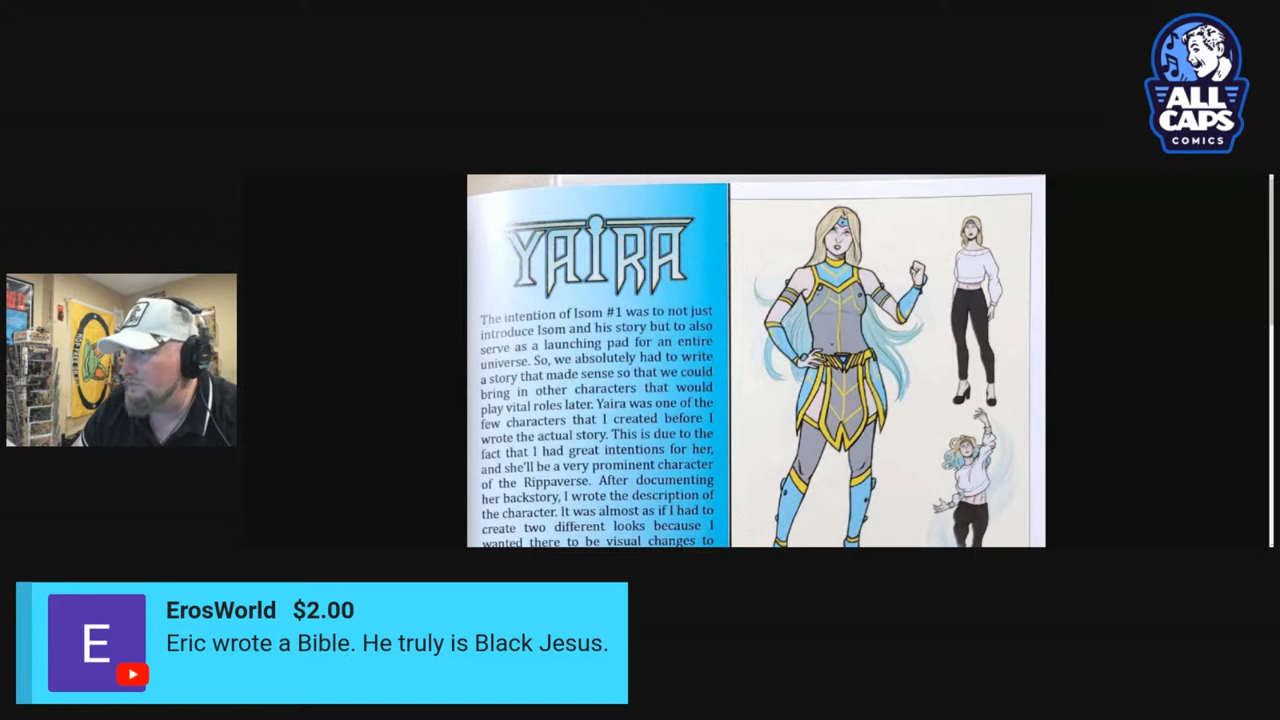 ALL
CAPS
COMICS
YAIRA
The intention of Isom #1 was to not just
introduce Isom and his story but to also
serve as a launching pad for an entire
universe. So, we absolutely had to write
a story that made sense so that we could
bring in other characters that would
play vital roles later. Yaira was one of the
few characters that I created before I
wrote the actual story. This is due to the
fact that I had great intentions for her,
and she'll be a very prominent character
of the Rippaverse. After documenting
her backstory, I wrote the description of
the character. It was almost as if I had to
create two different looks because I
wanted there to be visual changes to
E
ErosWorld $2.00
Eric wrote a Bible. He truly is Black Jesus.